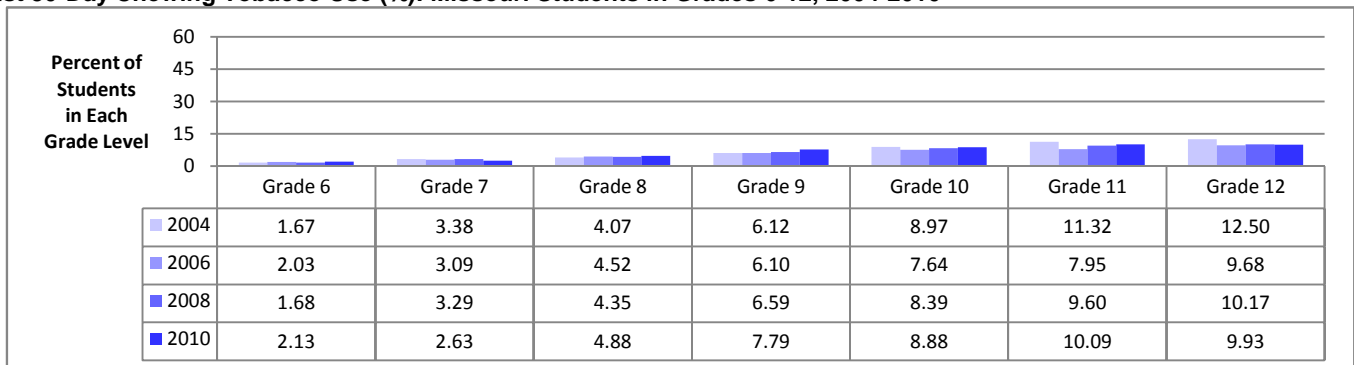 30-Day Tobacco Use (%): Missouri Students in Grades 6-12, 2004-2010
60
Percent of
Students
in Each
Grade Level
45
30
15
0
Grade 6 Grade 7 Grade 8 Grade 9 Grade 10 Grade 11 Grade 12
2004 1.67 3.38 4.07 6.12 8.97 11.32 12.50
2006 2.03 3.09 4.52 6.10 7.64 7.95 9.68
2008 1.68 3.29 4.35 6.59 8.39 9.60 10.17
2010 2.13 2.63 4.88 7.79 8.88 10.09 9.93